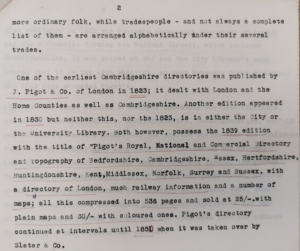 2
more ordinary folk, while tradespeople - and not always a complete
list of them - are arranged alphabetically under their several
trades.
One of the earliest Cambridgeshire directories was published by
J. Pigot & Co. of London in 1823; it dealt with London and the
Home Counties as well as Cambridgeshire. Another edition appeared
in 1830 but neither this, nor the 1823, is in either the City or
the University Library. Both however, possess the 1839 edition
with the title of "Pigot's Royal, National and Commercial Directory
and Topography of Bedfordshire, Cambridgeshire, Essex, Hertfordshire,
Huntingdonshire, Kent, Middlesex, Norfolk, Surrey and Sussex, with
a directory of London, much railway information and a number of
maps; all this compressed into 536 pages and sold at 25/-, with
plain maps and 30/- with coloured ones. Pigot's directory
continued at intervals until when it was taken over by
Slater & Co.